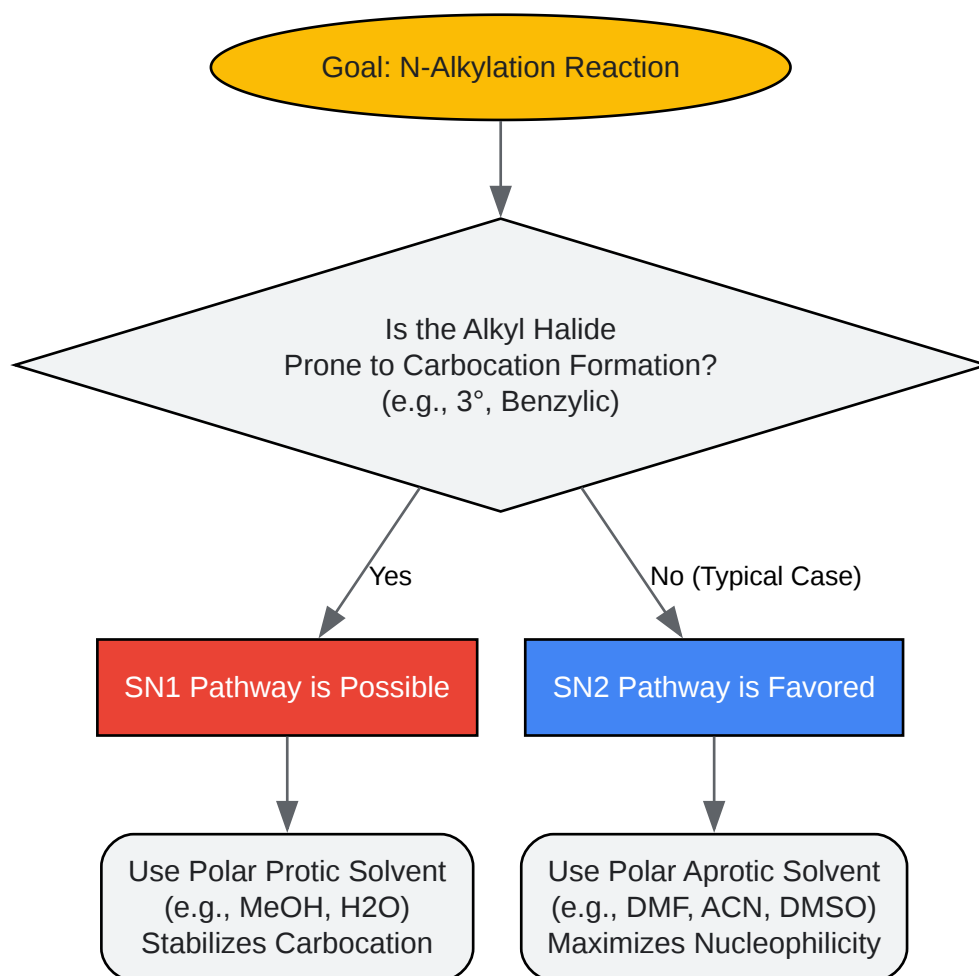 Goal: N-Alkylation Reaction
Is the Alkyl Halide
Prone to Carbocation Formation?
(e.g., 3°, Benzylic)
Yes
No (Typical Case)
SN1 Pathway is Possible
SN2 Pathway is Favored
Use Polar Protic Solvent
(e.g., MeOH, H2O)
Stabilizes Carbocation
Use Polar Aprotic Solvent
(e.g., DMF, ACN, DMSO)
Maximizes Nucleophilicity